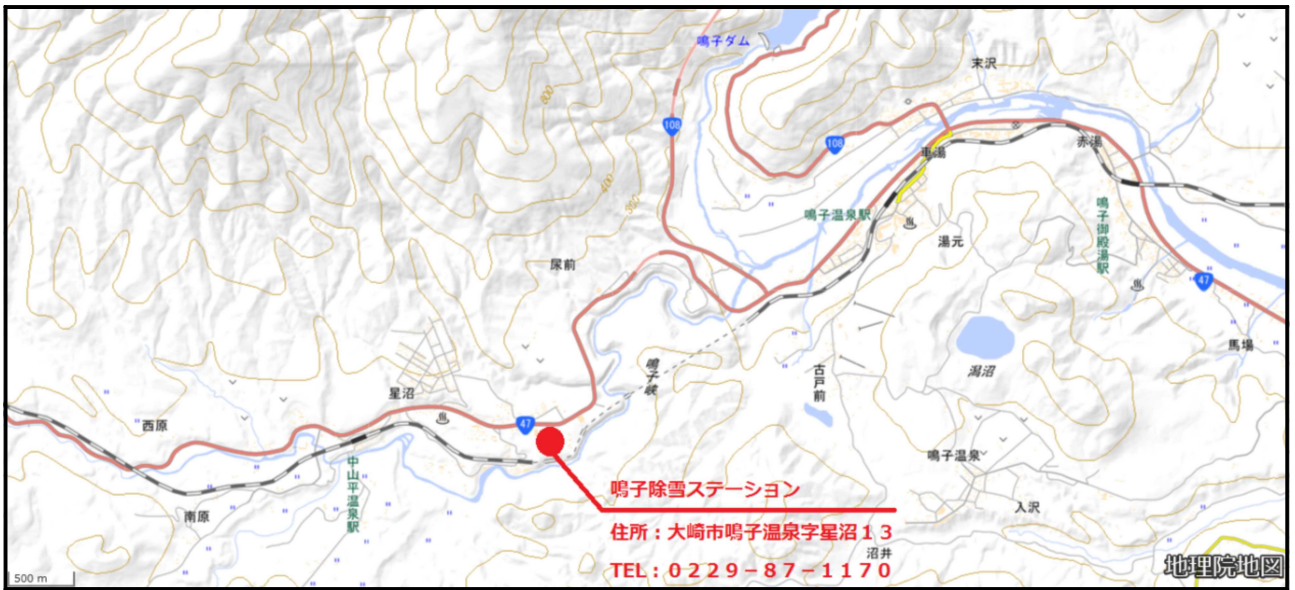 鳴子ダム
末沢
800
108
108
車湯
赤湯
400
鳴子温泉駅
鳴子御殿湯駅
湯元
尿前
47
馬場
鳴子峡
潟沼
古戸前
星沼
西原
47
鳴子温泉
中山平温泉駅
鳴子除雪ステーション
南原
入沢
住所:大崎市鳴子温泉字星沼13
沼井
TEL:0229-87-1170
地理院地図
500 m